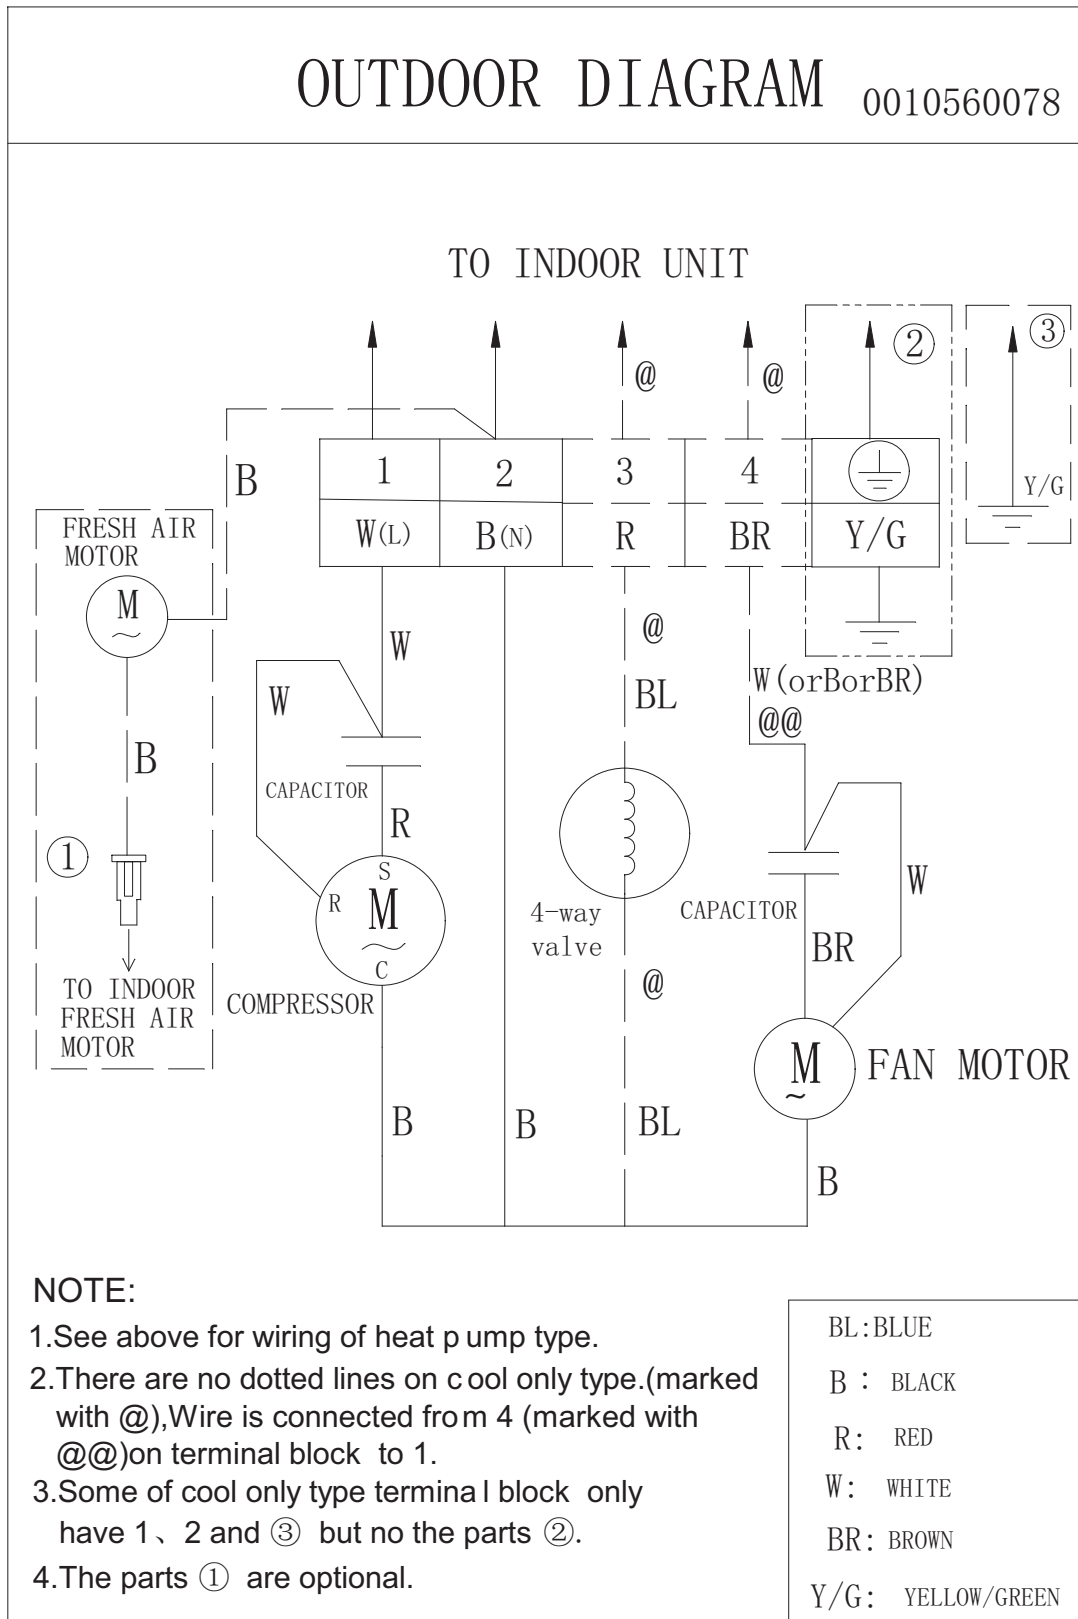 OUTDOOR DIAGRAM 0010560078
TO INDOOR UNIT
@ @ ② ③
B
1 2 3 4 Y/G
W(L) B(N) R BR Y/G
FRESH AIR
MOTOR
M
~
W @
W BL W(orBorBR)
@@
B
CAPACITOR
R
①
S
R M
~
C
4-way
valve
CAPACITOR
W
BR
@
TO INDOOR
FRESH AIR
MOTOR
COMPRESSOR
M
~
FAN MOTOR
B B BL
B
NOTE:
1.See above for wiring of heat p ump type.
2.There are no dotted lines on c ool only type.(marked
with @),Wire is connected fro m 4 (marked with
@@)on terminal block to 1.
3.Some of cool only type termina l block only
have 1、2 and ③ but no the parts ②.
4.The parts ① are optional.
BL:BLUE
B : BLACK
R: RED
W: WHITE
BR: BROWN
Y/G: YELLOW/GREEN